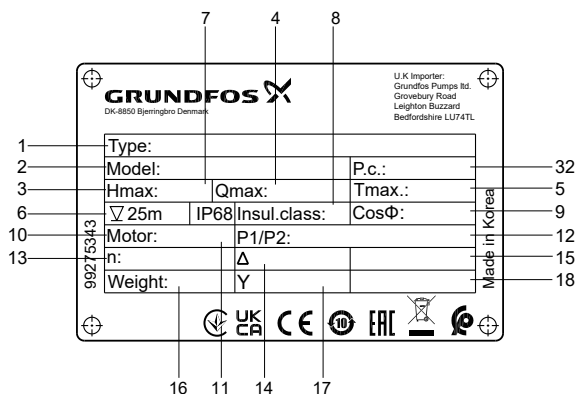 7 4 8
GRUNDFOS
DK-8850 Bjerringbro Denmark
U.K Importer:
Grundfos Pumps ltd.
Grovebury Road
Leighton Buzzard
Bedfordshire LU74TL
1 Type:
2 Model: P.c.: 32
3 Hmax: Qmax: Tmax.: 5
6 25m IP68 Insul.class: CosΦ: 9
10 Motor: P1/P2: 12
13 n: Δ 15
Weight: Y 18
99275343
Made in Korea
UK
CA CE 10 EAC
16 11 14 17